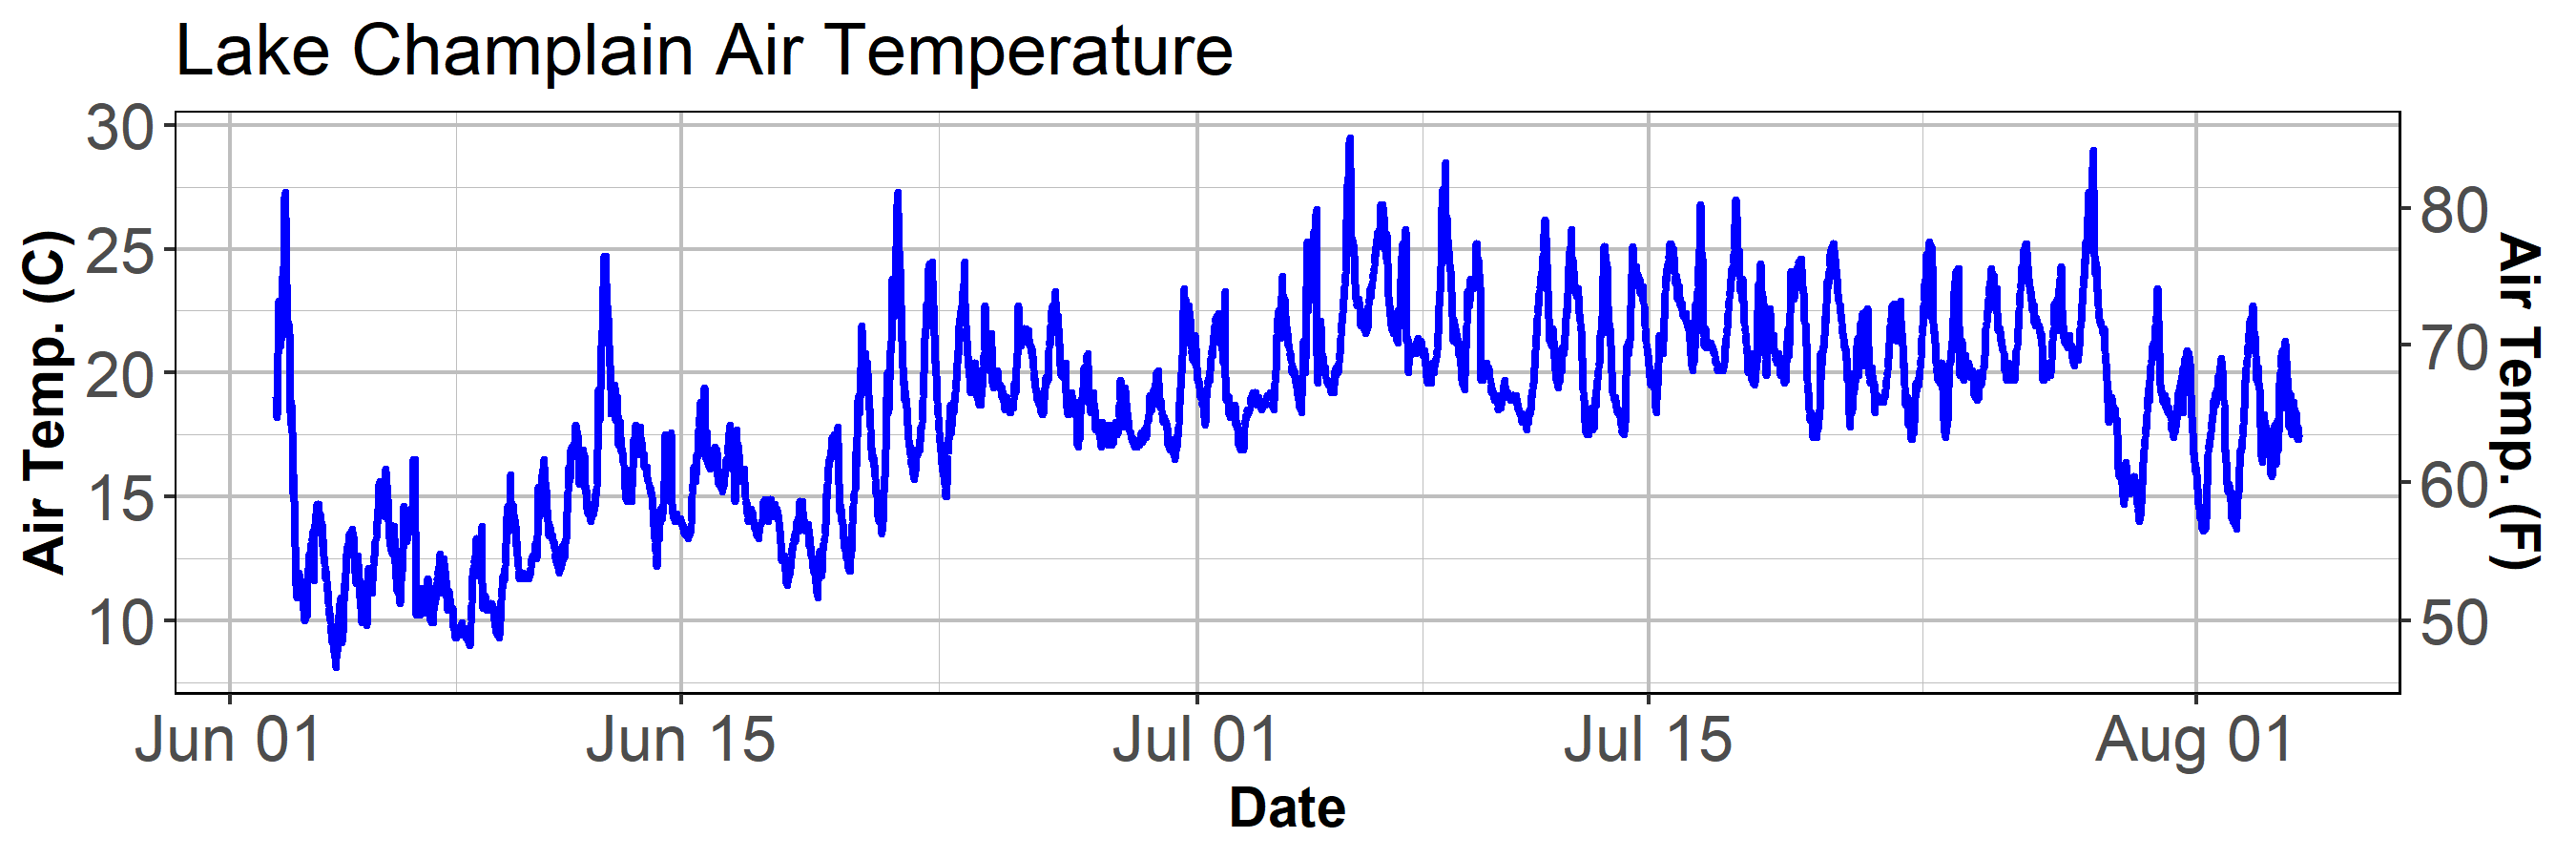 Lake Champlain Air Temperature
30
25
20
15
10
Air Temp. (C)
80
70
60
50
Air Temp. (F)
Jun 01
Jun 15
Jul 01
Jul 15
Aug 01
Date